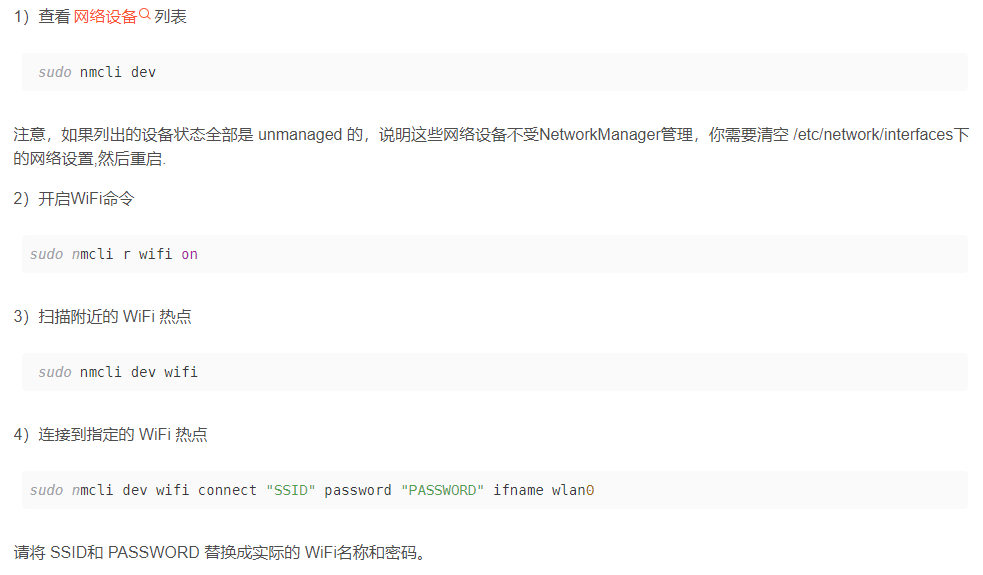 1）查看 网络设备 列表
sudo nmcli dev
注意，如果列出的设备状态全部是 unmanaged 的，说明这些网络设备不受NetworkManager管理，你需要清空 /etc/network/interfaces下
的网络设置,然后重启.
2）开启WiFi命令
sudo nmcli r wifi on
3）扫描附近的 WiFi 热点
sudo nmcli dev wifi
4）连接到指定的 WiFi 热点
sudo nmcli dev wifi connect "SSID" password "PASSWORD" ifname wlan0
请将 SSID和 PASSWORD 替换成实际的 WiFi名称和密码。